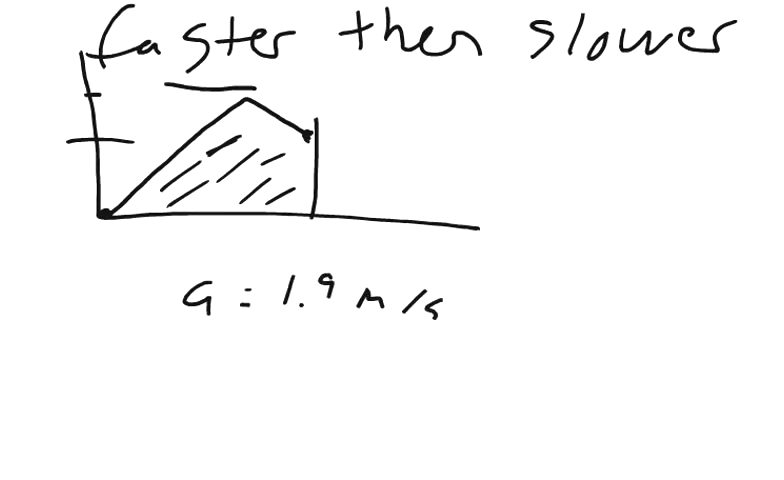 faster then slower
G = 1.9 m/s